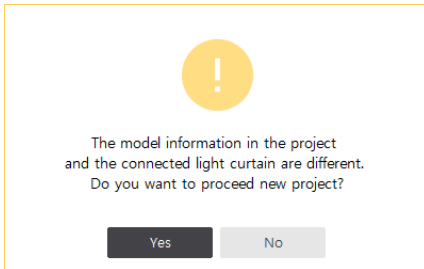 !
The model information in the project
and the connected light curtain are different.
Do you want to proceed new project?
Yes
No